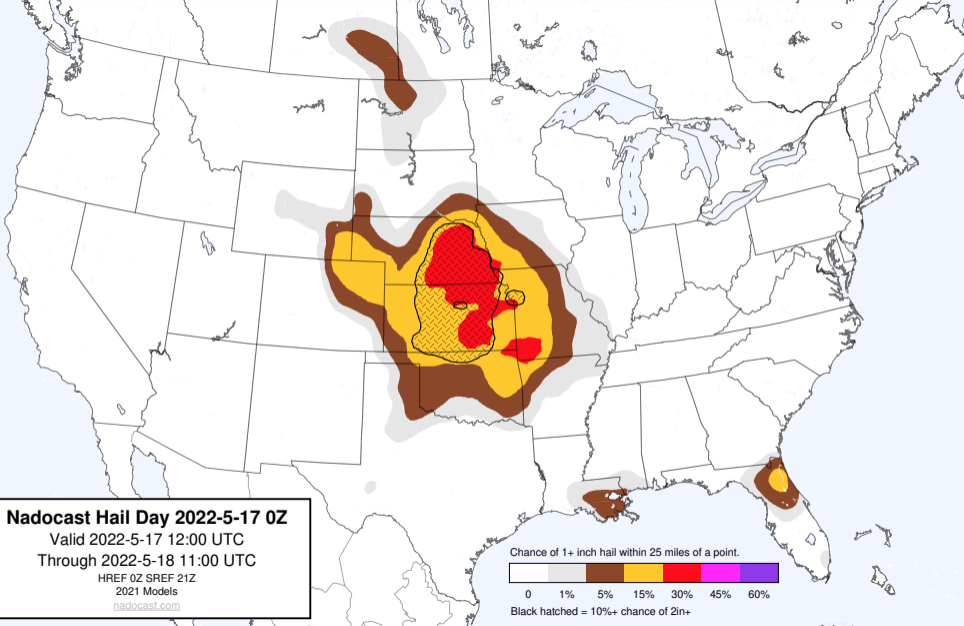 Nadocast Hail Day 2022-5-17 0Z
Valid 2022-5-17 12:00 UTC
Through 2022-5-18 11:00 UTC
HREF 0Z SREF 21Z
2021 Models
nadocast.com
Chance of 1+ inch hail within 25 miles of a point.
0 1% 5% 15% 30% 45% 60%
Black hatched = 10%+ chance of 2in+